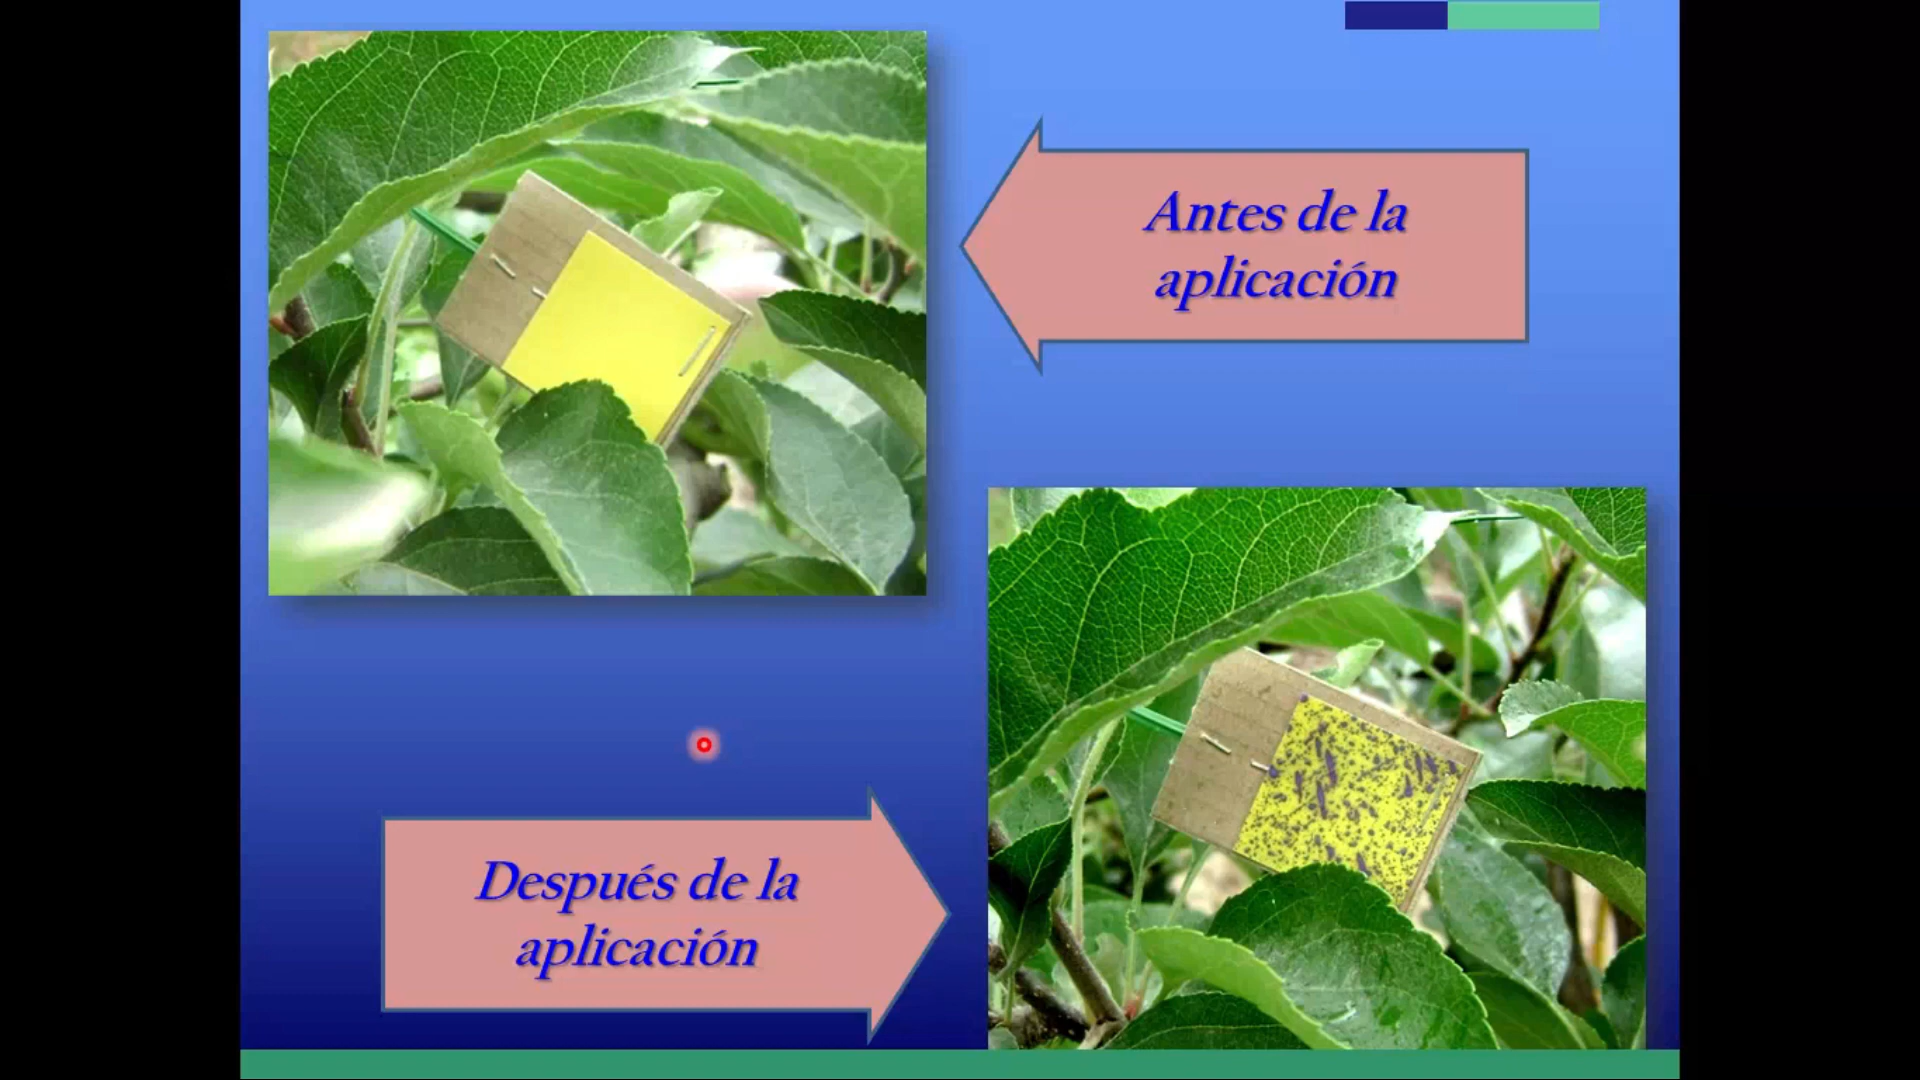 Antes de la
aplicación
Después de la
aplicación